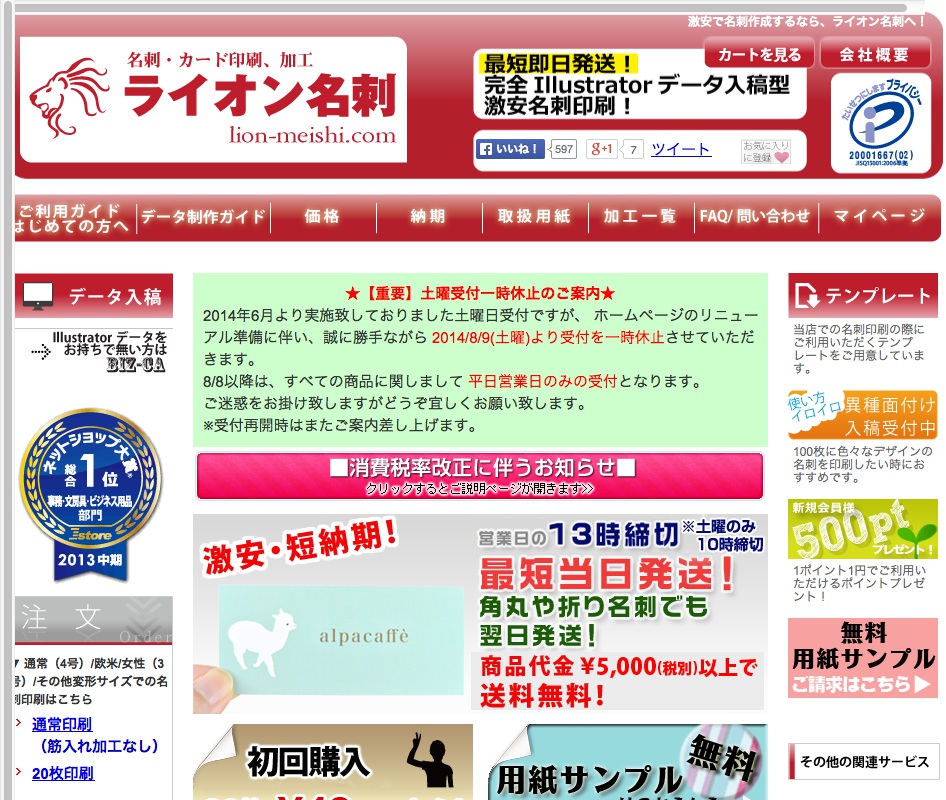 激安で名刺作成するなら、ライオン名刺へ！
名刺・カード印刷、加工
ライオン名刺
lion-meishi.com
最短即日発送！
完全 Illustrator データ入稿型
激安名刺印刷！
カートを見る
会社概要
いいね！ 597
g+1 7
ツイート
お気に入り
に登録
たいせつにします プライバシー
20001667(02)
JISQ15001:2006準拠
ご利用ガイド
はじめての方へ
データ制作ガイド
価格
納期
取扱用紙
加工一覧
FAQ/ 問い合わせ
マイページ
データ入稿
Illustrator データを
お持ちで無い方は
BIZ-CA
ネットショップ大賞
総合1位
事務・文房具・ビジネス用品
部門
Estore
2013 中期
注 文
Order
▼ 通常（4号）/欧米/女性（3
号）/その他変形サイズでの名
刺印刷はこちら
通常印刷
（筋入れ加工なし）
20枚印刷
★【重要】土曜受付一時休止のご案内★
2014年6月より実施致しておりました土曜日受付ですが、 ホームページのリニュー
アル準備に伴い、誠に勝手ながら 2014/8/9(土曜)より受付を一時休止させていただ
きます。
8/8以降は、すべての商品に関しまして 平日営業日のみの受付となります。
ご迷惑をお掛け致しますがどうぞ宜しくお願い致します。
※受付再開時はまたご案内差し上げます。
■消費税率改正に伴うお知らせ■
クリックするとご説明ページが開きます>>
激安・短納期！
alpacaffè
営業日の13時締切 ※土曜のみ
10時締切
最短当日発送！
角丸や折り名刺でも
翌日発送！
商品代金 ¥5,000(税別)以上で
送料無料！
初回購入
用紙サンプル
無料
テンプレート
当店での名刺印刷の際に
ご利用いただくテンプ
レートをご用意していま
す。
使い方
イロイロ
異種面付け
入稿受付中
100枚に色々なデザインの
名刺を印刷したい時にお
すすめです。
新規会員様
500pt
プレゼント！
1ポイント1円でご利用い
ただけるポイントプレゼ
ント！
無料
用紙サンプル
ご請求はこちら▶
その他の関連サービス